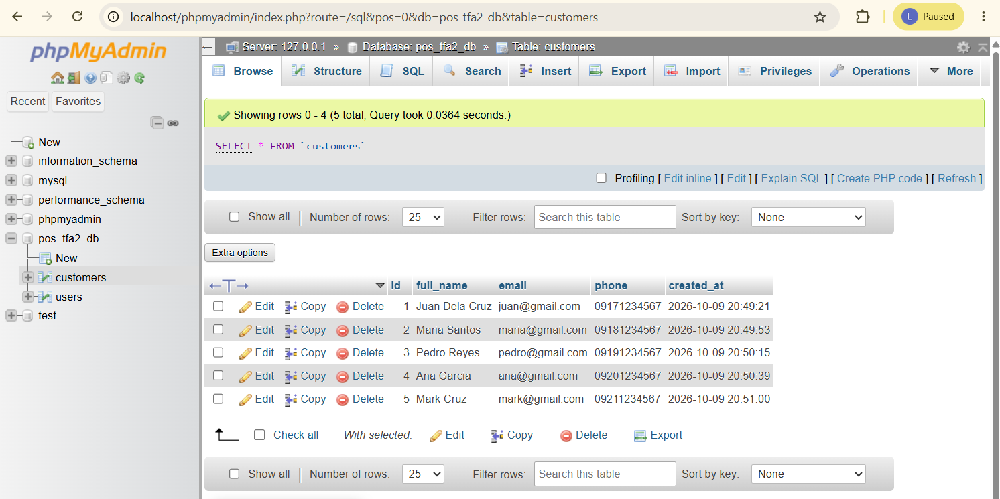 localhost/phpmyadmin/index.php?route=/sql&pos=0&db=pos_tfa2_db&table=customers
L Paused
phpMyAdmin
Recent Favorites
New
information_schema
mysql
performance_schema
phpmyadmin
pos_tfa2_db
New
customers
users
test
Server: 127.0.0.1 » Database: pos_tfa2_db » Table: customers
Browse Structure SQL Search Insert Export Import Privileges Operations More
Showing rows 0 - 4 (5 total, Query took 0.0364 seconds.)
SELECT * FROM `customers`
Profiling [ Edit inline ] [ Edit ] [ Explain SQL ] [ Create PHP code ] [ Refresh ]
Show all Number of rows: 25 Filter rows: Search this table Sort by key: None
Extra options
id full_name email phone created_at
Edit Copy Delete 1 Juan Dela Cruz juan@gmail.com 09171234567 2026-10-09 20:49:21
Edit Copy Delete 2 Maria Santos maria@gmail.com 09181234567 2026-10-09 20:49:53
Edit Copy Delete 3 Pedro Reyes pedro@gmail.com 09191234567 2026-10-09 20:50:15
Edit Copy Delete 4 Ana Garcia ana@gmail.com 09201234567 2026-10-09 20:50:39
Edit Copy Delete 5 Mark Cruz mark@gmail.com 09211234567 2026-10-09 20:51:00
Check all With selected: Edit Copy Delete Export
Show all Number of rows: 25 Filter rows: Search this table Sort by key: None